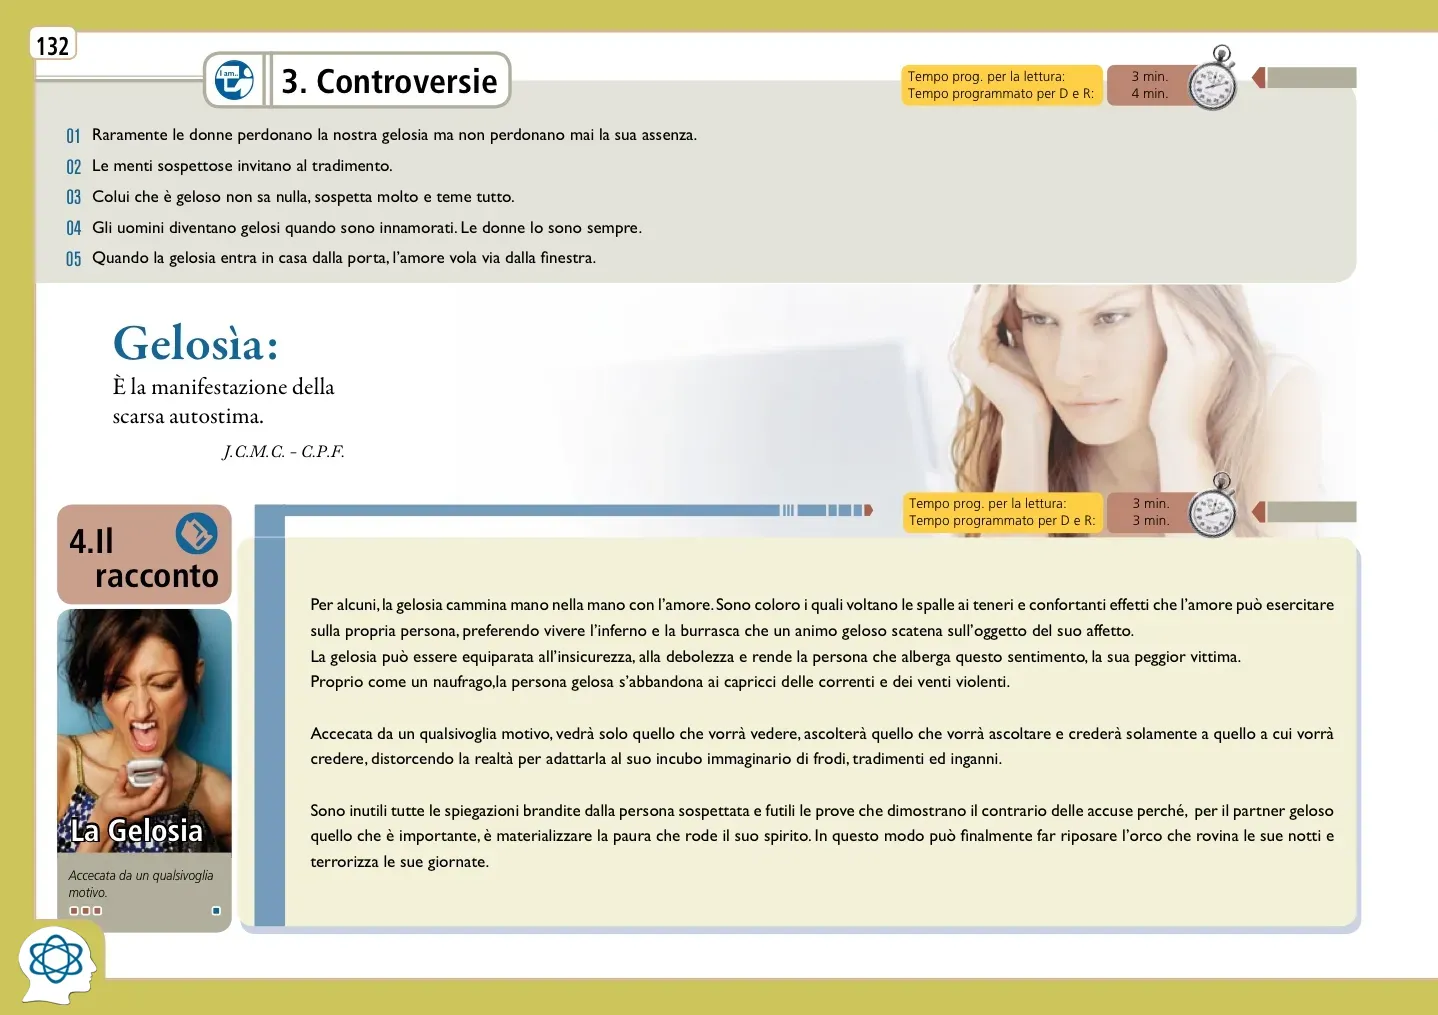 132
I am...
3. Controversie
Tempo prog. per la lettura: 3 min.
Tempo programmato per D e R: 4 min.
01 Raramente le donne perdonano la nostra gelosia ma non perdonano mai la sua assenza.
02 Le menti sospettose invitano al tradimento.
03 Colui che è geloso non sa nulla, sospetta molto e teme tutto.
04 Gli uomini diventano gelosi quando sono innamorati. Le donne lo sono sempre.
05 Quando la gelosia entra in casa dalla porta, l'amore vola via dalla finestra.
Gelosìa:
È la manifestazione della
scarsa autostima.
J.C.M.C. – C.P.F.
Tempo prog. per la lettura: 3 min.
Tempo programmato per D e R: 3 min.
4.Il
racconto
La Gelosia
Accecata da un qualsivoglia
motivo.
Per alcuni, la gelosia cammina mano nella mano con l'amore. Sono coloro i quali voltano le spalle ai teneri e confortanti effetti che l'amore può esercitare
sulla propria persona, preferendo vivere l'inferno e la burrasca che un animo geloso scatena sull'oggetto del suo affetto.
La gelosia può essere equiparata all'insicurezza, alla debolezza e rende la persona che alberga questo sentimento, la sua peggior vittima.
Proprio come un naufrago,la persona gelosa s'abbandona ai capricci delle correnti e dei venti violenti.
Accecata da un qualsivoglia motivo, vedrà solo quello che vorrà vedere, ascolterà quello che vorrà ascoltare e crederà solamente a quello a cui vorrà
credere, distorcendo la realtà per adattarla al suo incubo immaginario di frodi, tradimenti ed inganni.
Sono inutili tutte le spiegazioni brandite dalla persona sospettata e futili le prove che dimostrano il contrario delle accuse perché, per il partner geloso
quello che è importante, è materializzare la paura che rode il suo spirito. In questo modo può finalmente far riposare l'orco che rovina le sue notti e
terrorizza le sue giornate.